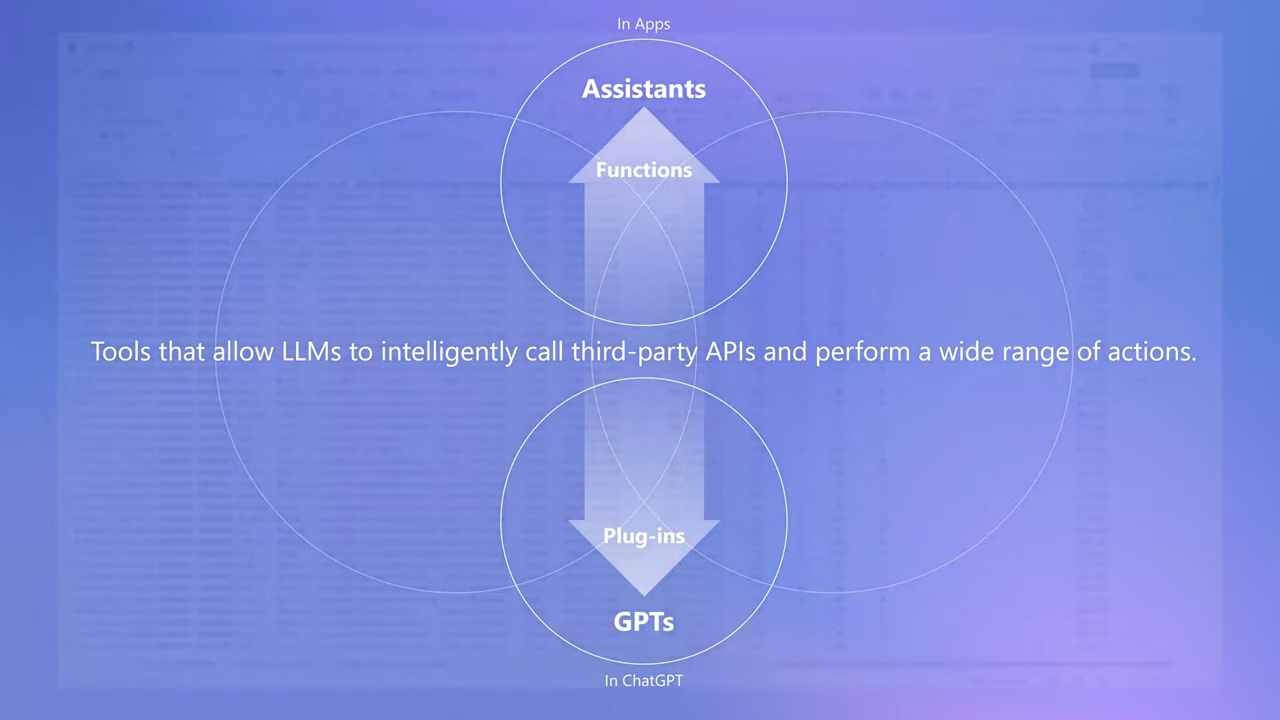 In Apps
Assistants
Functions
Tools that allow LLMs to intelligently call third-party APIs and perform a wide range of actions.
Plug-ins
GPTs
In ChatGPT